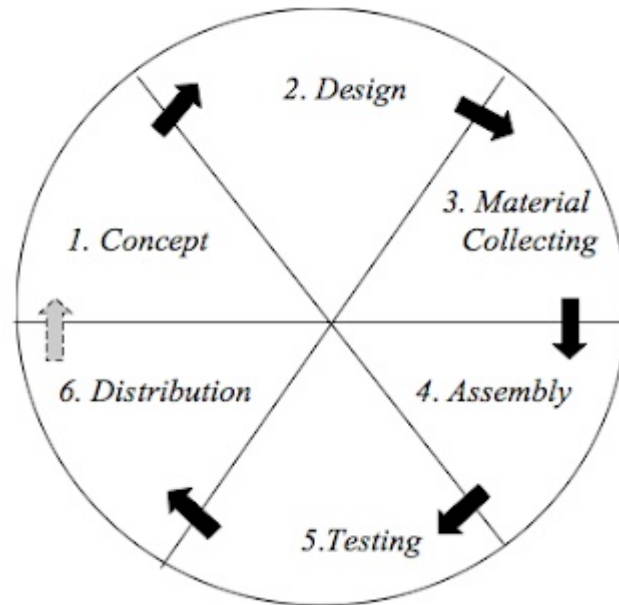 1. Concept
2. Design
3. Material
Collecting
4. Assembly
5.Testing
6. Distribution